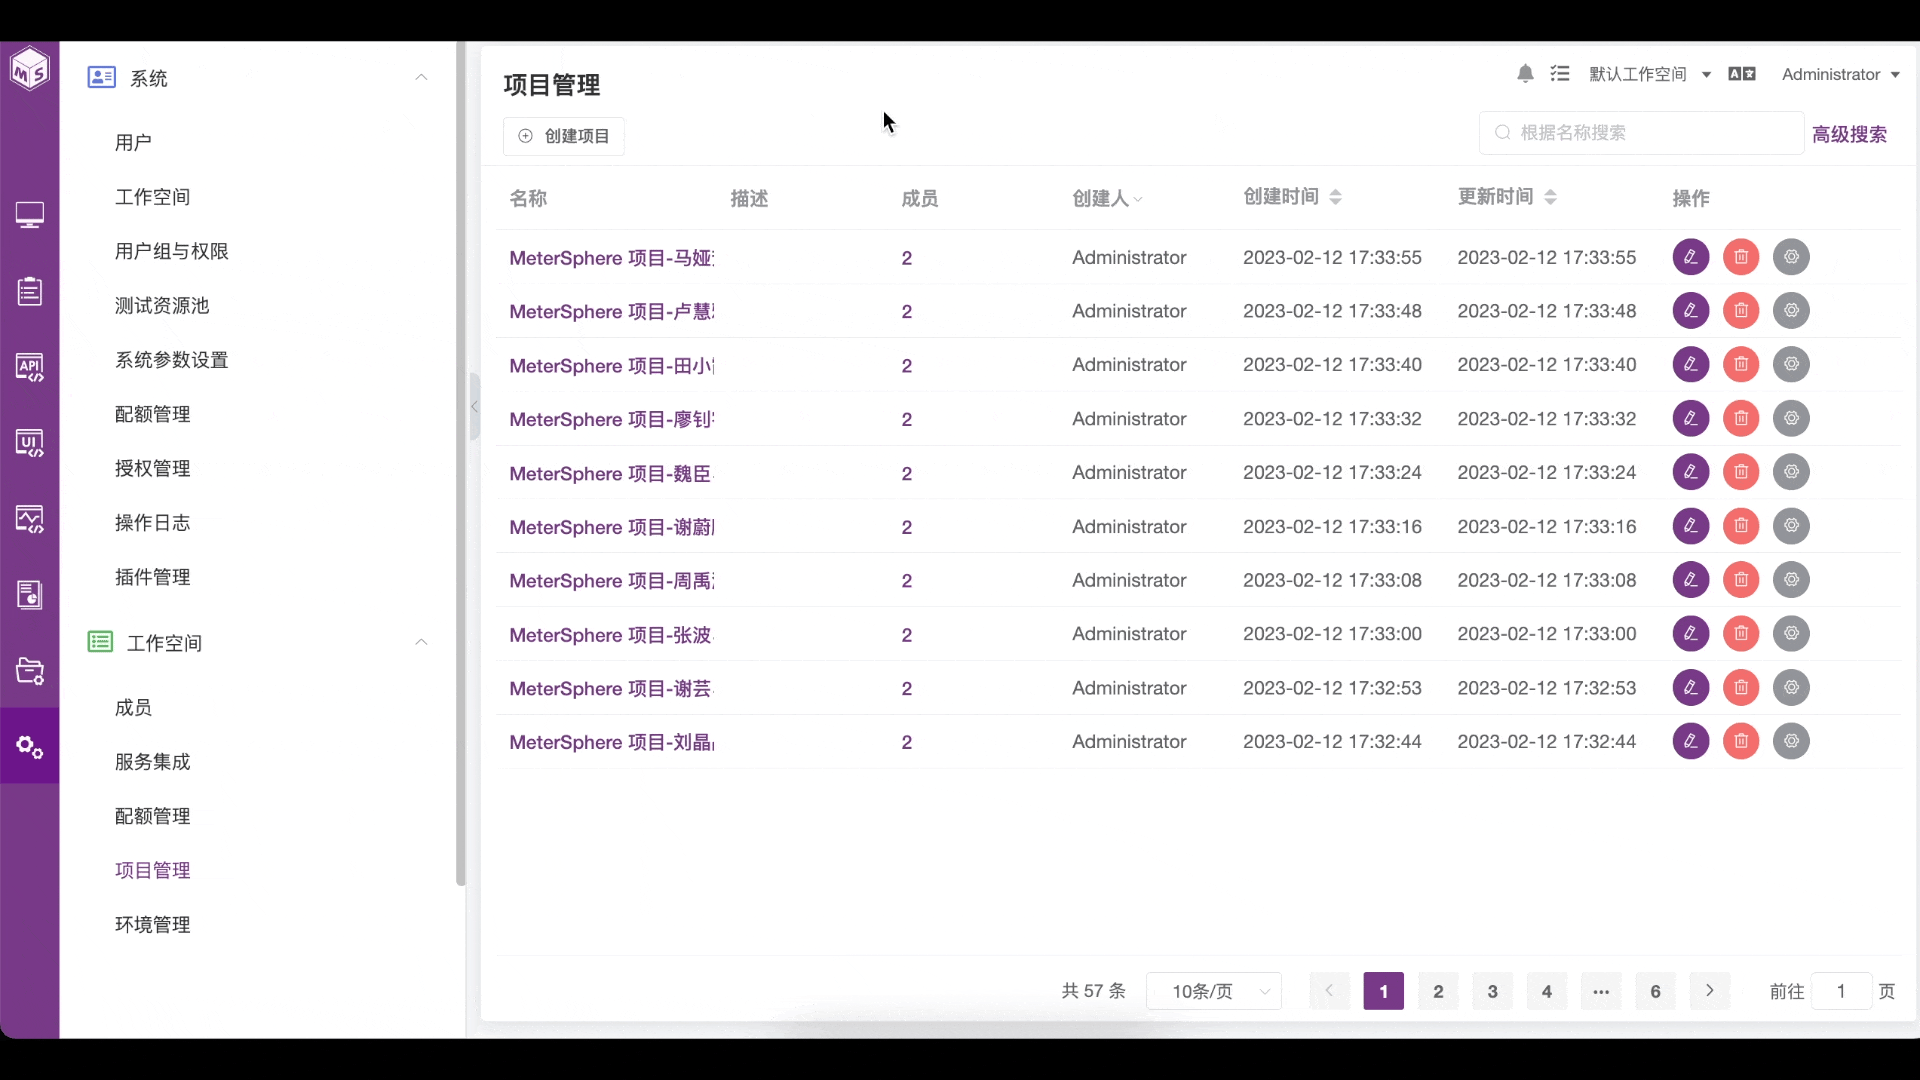 MS
系统
用户
工作空间
用户组与权限
测试资源池
系统参数设置
配额管理
授权管理
操作日志
插件管理
工作空间
成员
服务集成
配额管理
项目管理
环境管理
API
UI
项目管理
默认工作空间
Administrator
创建项目
根据名称搜索
高级搜索
名称 描述 成员 创建人 创建时间 更新时间 操作
MeterSphere 项目-马娅 2 Administrator 2023-02-12 17:33:55 2023-02-12 17:33:55
MeterSphere 项目-卢慧 2 Administrator 2023-02-12 17:33:48 2023-02-12 17:33:48
MeterSphere 项目-田小 2 Administrator 2023-02-12 17:33:40 2023-02-12 17:33:40
MeterSphere 项目-廖钊 2 Administrator 2023-02-12 17:33:32 2023-02-12 17:33:32
MeterSphere 项目-魏臣 2 Administrator 2023-02-12 17:33:24 2023-02-12 17:33:24
MeterSphere 项目-谢蔚 2 Administrator 2023-02-12 17:33:16 2023-02-12 17:33:16
MeterSphere 项目-周禹 2 Administrator 2023-02-12 17:33:08 2023-02-12 17:33:08
MeterSphere 项目-张波 2 Administrator 2023-02-12 17:33:00 2023-02-12 17:33:00
MeterSphere 项目-谢芸 2 Administrator 2023-02-12 17:32:53 2023-02-12 17:32:53
MeterSphere 项目-刘晶 2 Administrator 2023-02-12 17:32:44 2023-02-12 17:32:44
共 57 条 10条/页 1 2 3 4 ••• 6 前往 1 页